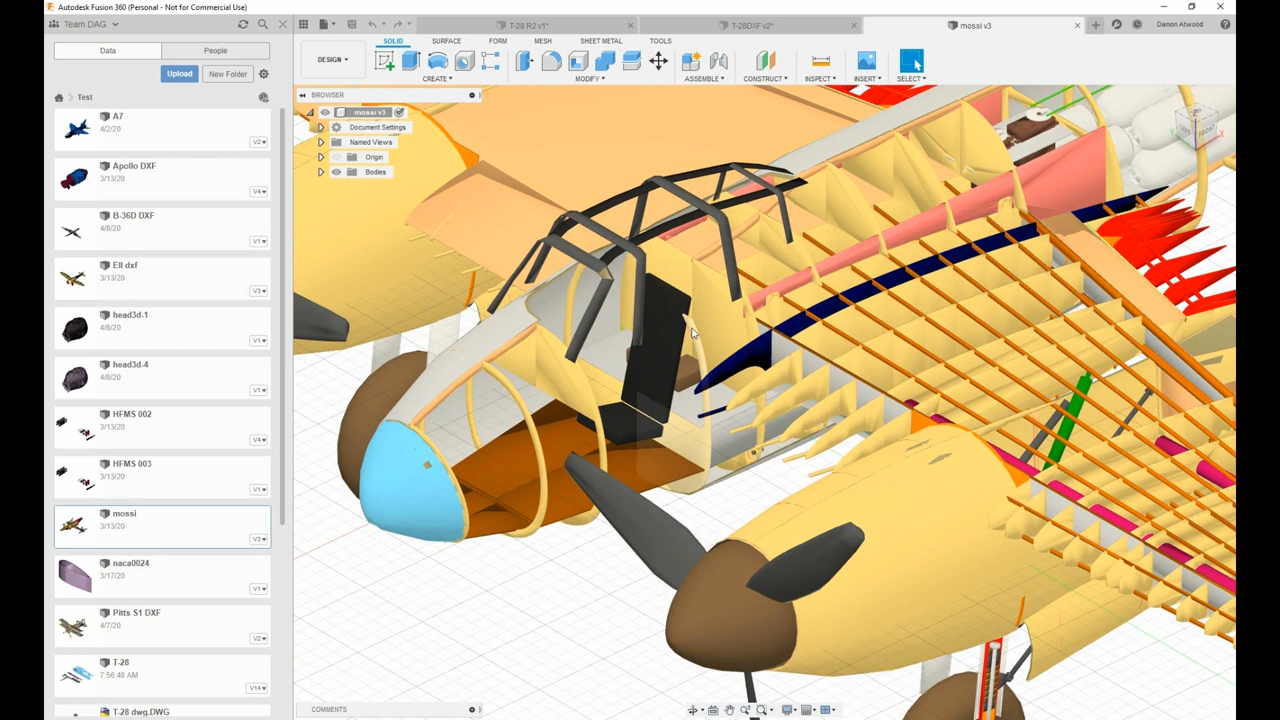 Autodesk Fusion 360 (Personal - Not for Commercial Use)
Team DAG
T-28 R2 v1*
T-28DXF v2*
mossi v3
Damon Atwood
Data
People
Upload
New Folder
Test
A7
4/2/20
V2
Apollo DXF
3/13/20
V4
B-36D DXF
4/8/20
V1
Ell dxf
3/13/20
V3
head3d-1
4/8/20
V1
head3d-4
4/8/20
V1
HFMS 002
3/13/20
V4
HFMS 003
3/13/20
V1
mossi
3/13/20
V3
naca0024
3/17/20
V1
Pitts S1 DXF
4/7/20
V2
T-28
7:56:48 AM
V14
T-28 dwg.DWG
DESIGN
SOLID
SURFACE
FORM
MESH
SHEET METAL
TOOLS
CREATE
MODIFY
ASSEMBLE
CONSTRUCT
INSPECT
INSERT
SELECT
BROWSER
mossi v3
Document Settings
Named Views
Origin
Bodies
COMMENTS